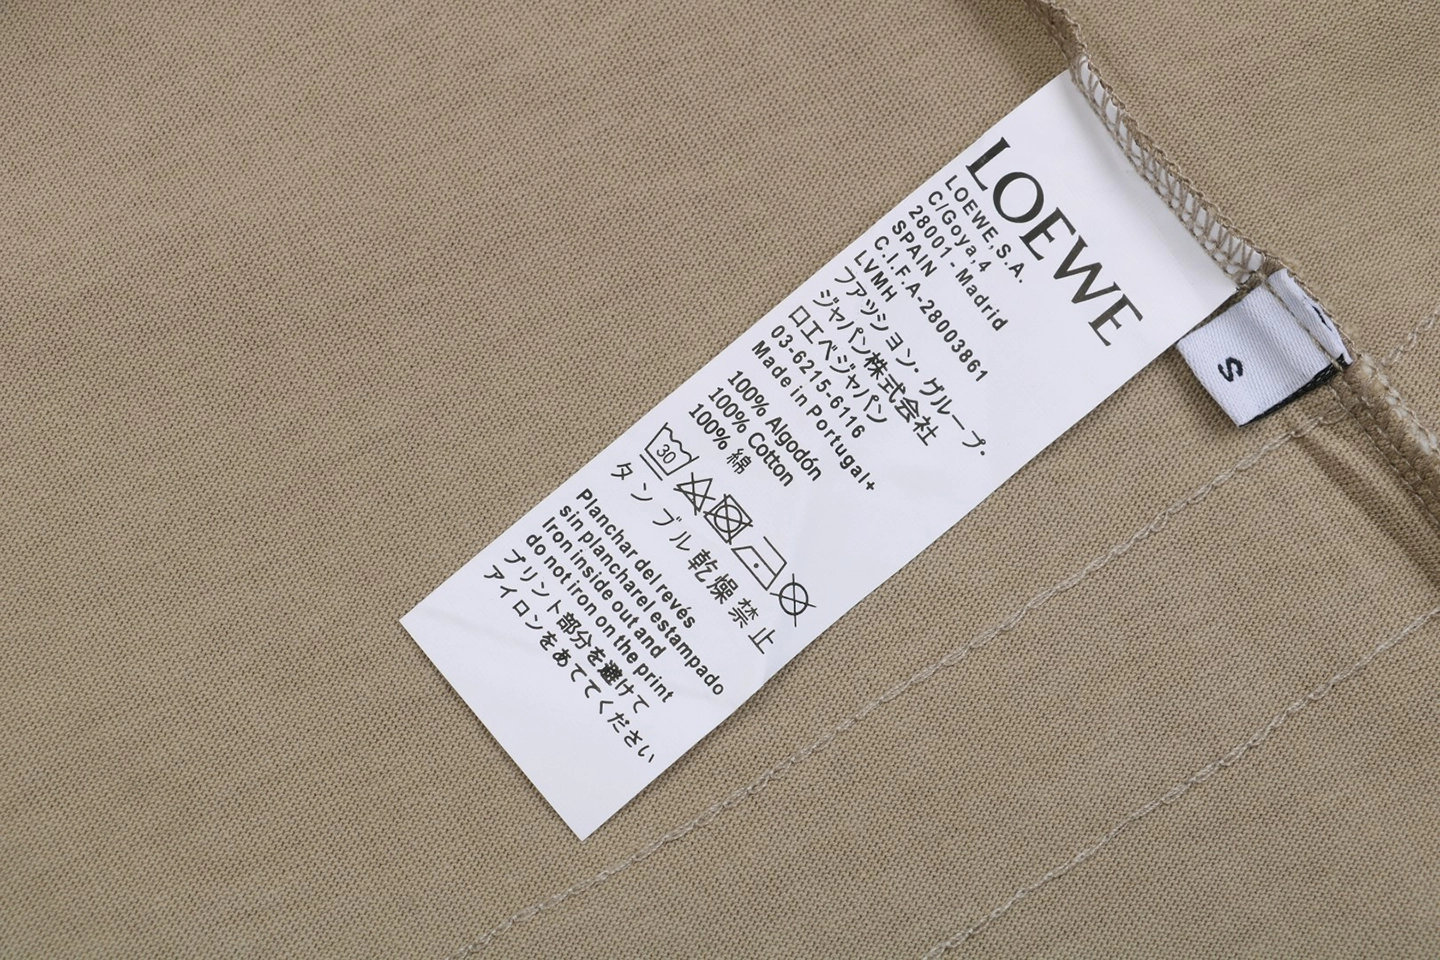 LOEWE
LOEWE,S.A.
C/Goya,4
28001 - Madrid
SPAIN
C.I.F.A-28003861
LVMH
フアッション・グループ・
ジャパン株式会社
ロエベジャパン
03-6215-6116
Made in Portugal+
100% Algodón
100% Cotton
100% 綿
30
タンブル乾燥禁止
Planchar del revés
sin plancharel estampado
Iron inside out and
do not iron on the print
プリント部分を避けて
アイロンをあててください
S